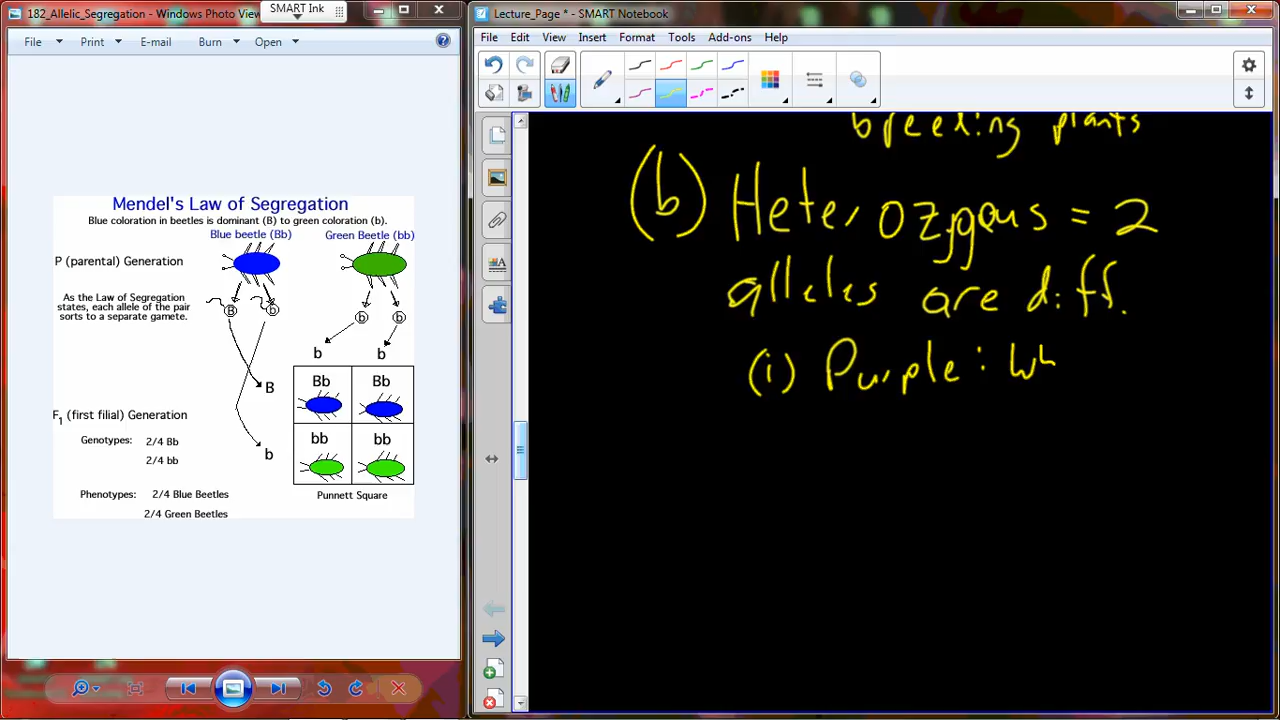 182_Allelic_Segregation - Windows Photo View
SMART Ink
File Print E-mail Burn Open
Mendel's Law of Segregation
Blue coloration in beetles is dominant (B) to green coloration (b).
Blue beetle (Bb) Green Beetle (bb)
P (parental) Generation
As the Law of Segregation
states, each allele of the pair
sorts to a separate gamete.
B b b b
b b
B
Bb Bb
F1 (first filial) Generation
Genotypes: 2/4 Bb
2/4 bb
b
bb bb
Phenotypes: 2/4 Blue Beetles
2/4 Green Beetles
Punnett Square
Lecture_Page * - SMART Notebook
File Edit View Insert Format Tools Add-ons Help
breeding plants
(b) Heterozygous = 2
alleles are diff.
(i) Purple: Wh